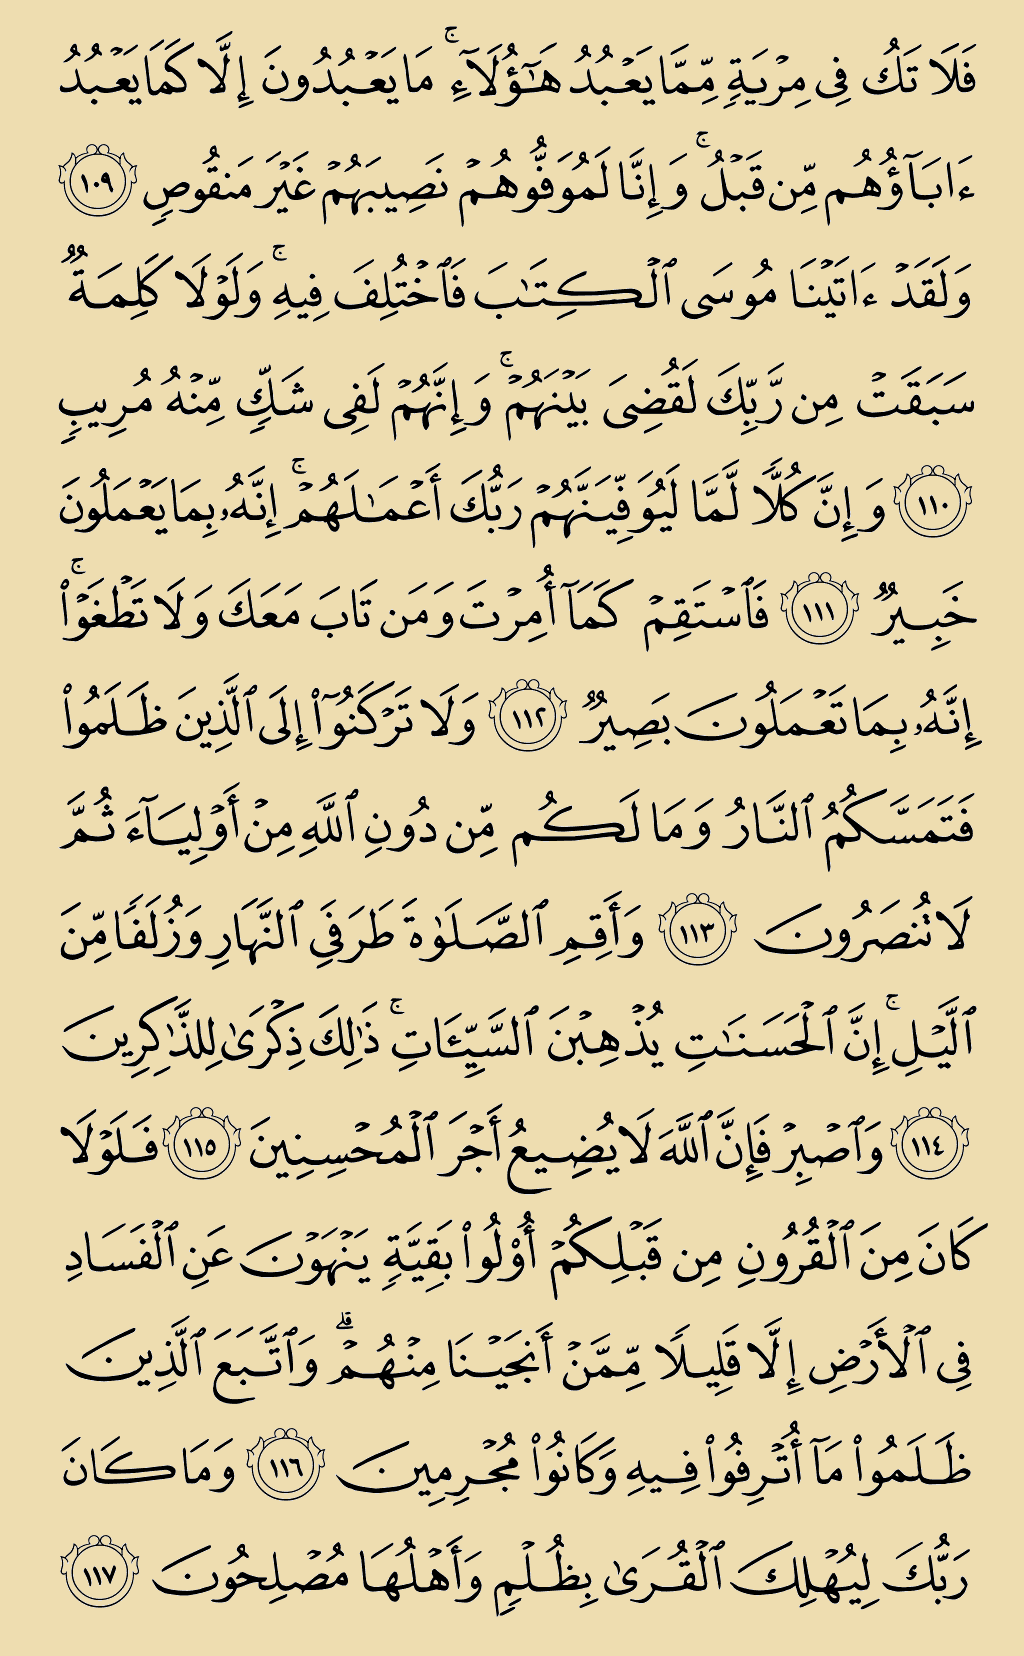 فَلَا تَكُ فِى مِرۡيَةٖ مِّمَّا يَعۡبُدُ هَـٰٓؤُلَآءِۚ مَا يَعۡبُدُونَ إِلَّا كَمَا يَعۡبُدُ
ءَابَآؤُهُم مِّن قَبۡلُۚ وَإِنَّا لَمُوَفُّوهُمۡ نَصِيبَهُمۡ غَيۡرَ مَنقُوصٖ ١٠٩
وَلَقَدۡ ءَاتَيۡنَا مُوسَى ٱلۡكِتَـٰبَ فَٱخۡتُلِفَ فِيهِۚ وَلَوۡلَا كَلِمَةٞ
سَبَقَتۡ مِن رَّبِّكَ لَقُضِىَ بَيۡنَهُمۡۚ وَإِنَّهُمۡ لَفِى شَكّٖ مِّنۡهُ مُرِيبٖ
١١٠ وَإِنَّ كُلّٗا لَّمَّا لَيُوَفِّيَنَّهُمۡ رَبُّكَ أَعۡمَـٰلَهُمۡۚ إِنَّهُۥ بِمَا يَعۡمَلُونَ
خَبِيرٞ ١١١ فَٱسۡتَقِمۡ كَمَآ أُمِرۡتَ وَمَن تَابَ مَعَكَ وَلَا تَطۡغَوۡاْۚ
إِنَّهُۥ بِمَا تَعۡمَلُونَ بَصِيرٞ ١١٢ وَلَا تَرۡكَنُوٓاْ إِلَى ٱلَّذِينَ ظَلَمُواْ
فَتَمَسَّكُمُ ٱلنَّارُ وَمَا لَكُم مِّن دُونِ ٱللَّهِ مِنۡ أَوۡلِيَآءَ ثُمَّ
لَا تُنصَرُونَ ١١٣ وَأَقِمِ ٱلصَّلَوٰةَ طَرَفَىِ ٱلنَّهَارِ وَزُلَفٗا مِّنَ
ٱلَّيۡلِۚ إِنَّ ٱلۡحَسَنَـٰتِ يُذۡهِبۡنَ ٱلسَّيِّـَٔاتِۚ ذَٰلِكَ ذِكۡرَىٰ لِلذَّٰكِرِينَ
١١٤ وَٱصۡبِرۡ فَإِنَّ ٱللَّهَ لَا يُضِيعُ أَجۡرَ ٱلۡمُحۡسِنِينَ ١١٥ فَلَوۡلَا
كَانَ مِنَ ٱلۡقُرُونِ مِن قَبۡلِكُمۡ أُوْلُواْ بَقِيَّةٖ يَنۡهَوۡنَ عَنِ ٱلۡفَسَادِ
فِى ٱلۡأَرۡضِ إِلَّا قَلِيلٗا مِّمَّنۡ أَنجَيۡنَا مِنۡهُمۡۗ وَٱتَّبَعَ ٱلَّذِينَ
ظَلَمُواْ مَآ أُتۡرِفُواْ فِيهِ وَكَانُواْ مُجۡرِمِينَ ١١٦ وَمَا كَانَ
رَبُّكَ لِيُهۡلِكَ ٱلۡقُرَىٰ بِظُلۡمٖ وَأَهۡلُهَا مُصۡلِحُونَ ١١٧